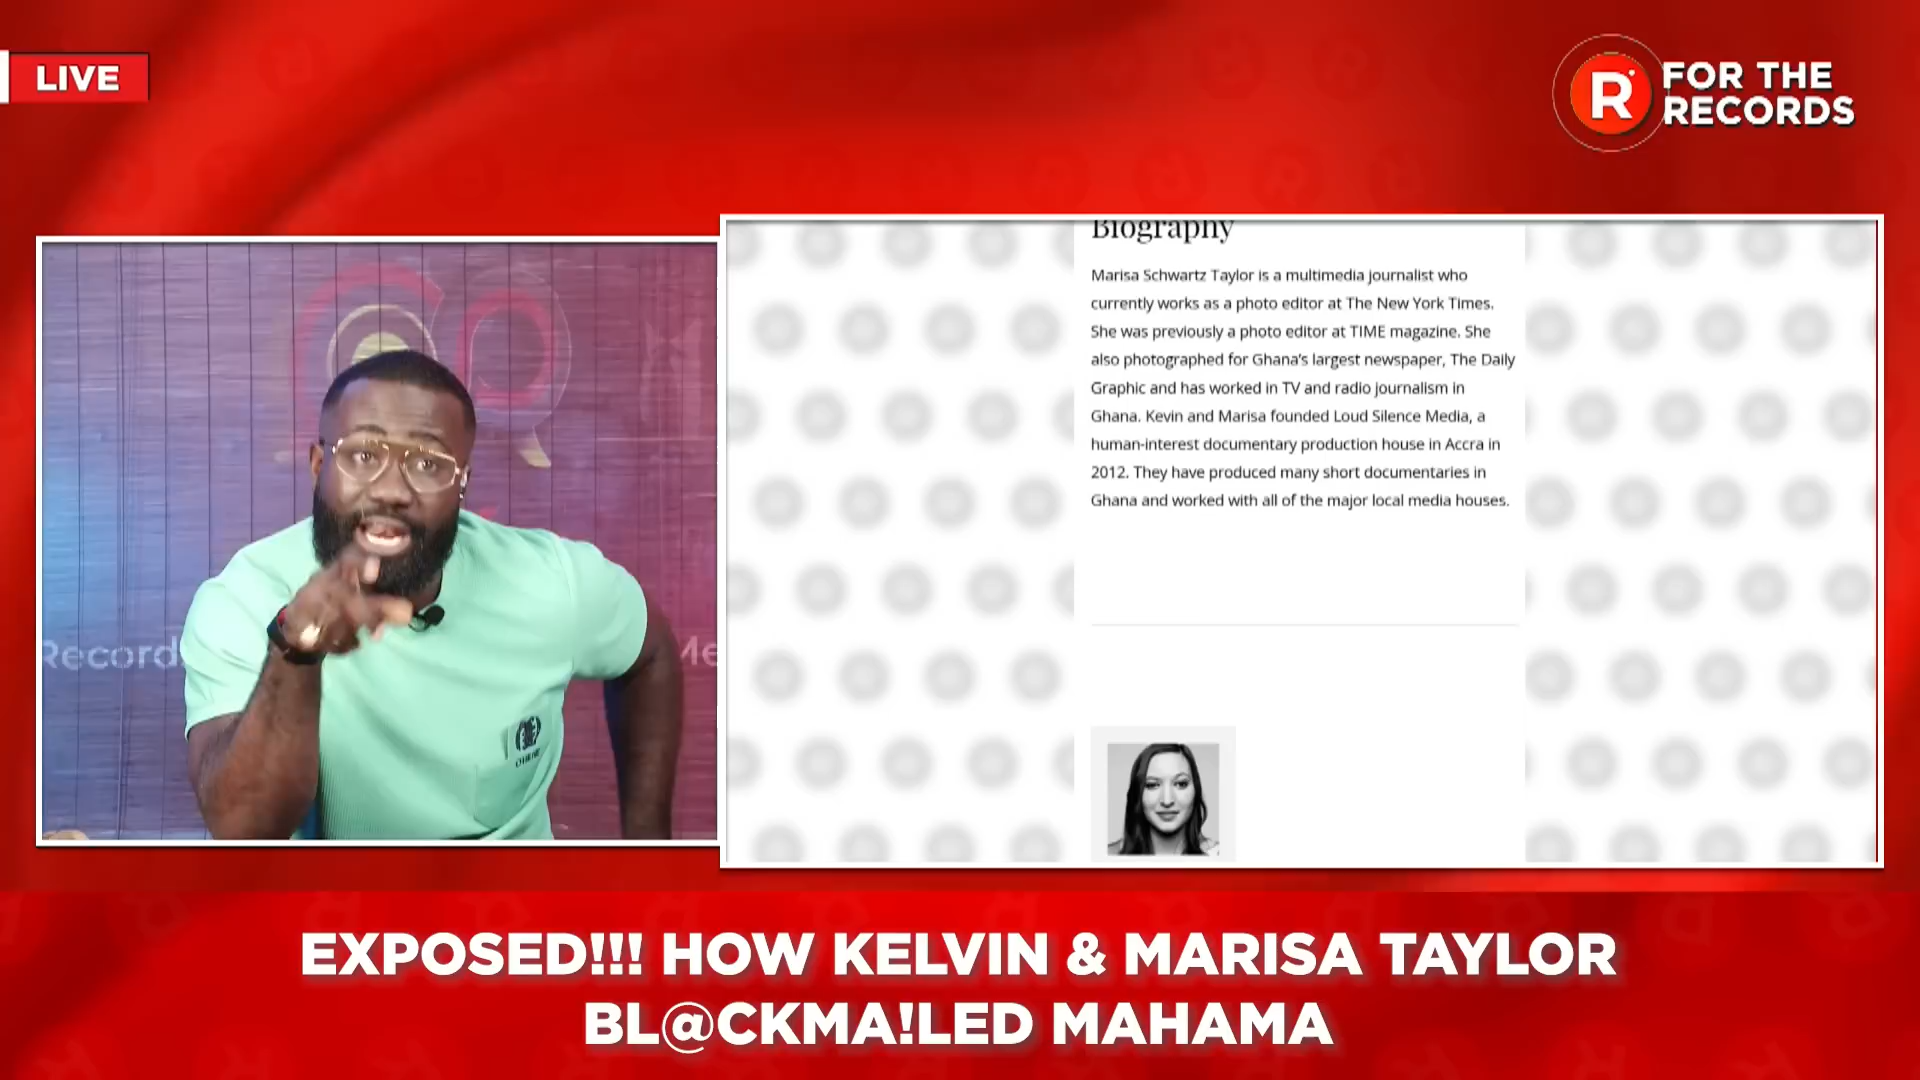 LIVE
FOR THE
RECORDS
Biography
Marisa Schwartz Taylor is a multimedia journalist who
currently works as a photo editor at The New York Times.
She was previously a photo editor at TIME magazine. She
also photographed for Ghana's largest newspaper, The Daily
Graphic and has worked in TV and radio journalism in
Ghana. Kevin and Marisa founded Loud Silence Media, a
human-interest documentary production house in Accra in
2012. They have produced many short documentaries in
Ghana and worked with all of the major local media houses.
Records
Me
EXPOSED!!! HOW KELVIN & MARISA TAYLOR
BL@CKMA!LED MAHAMA